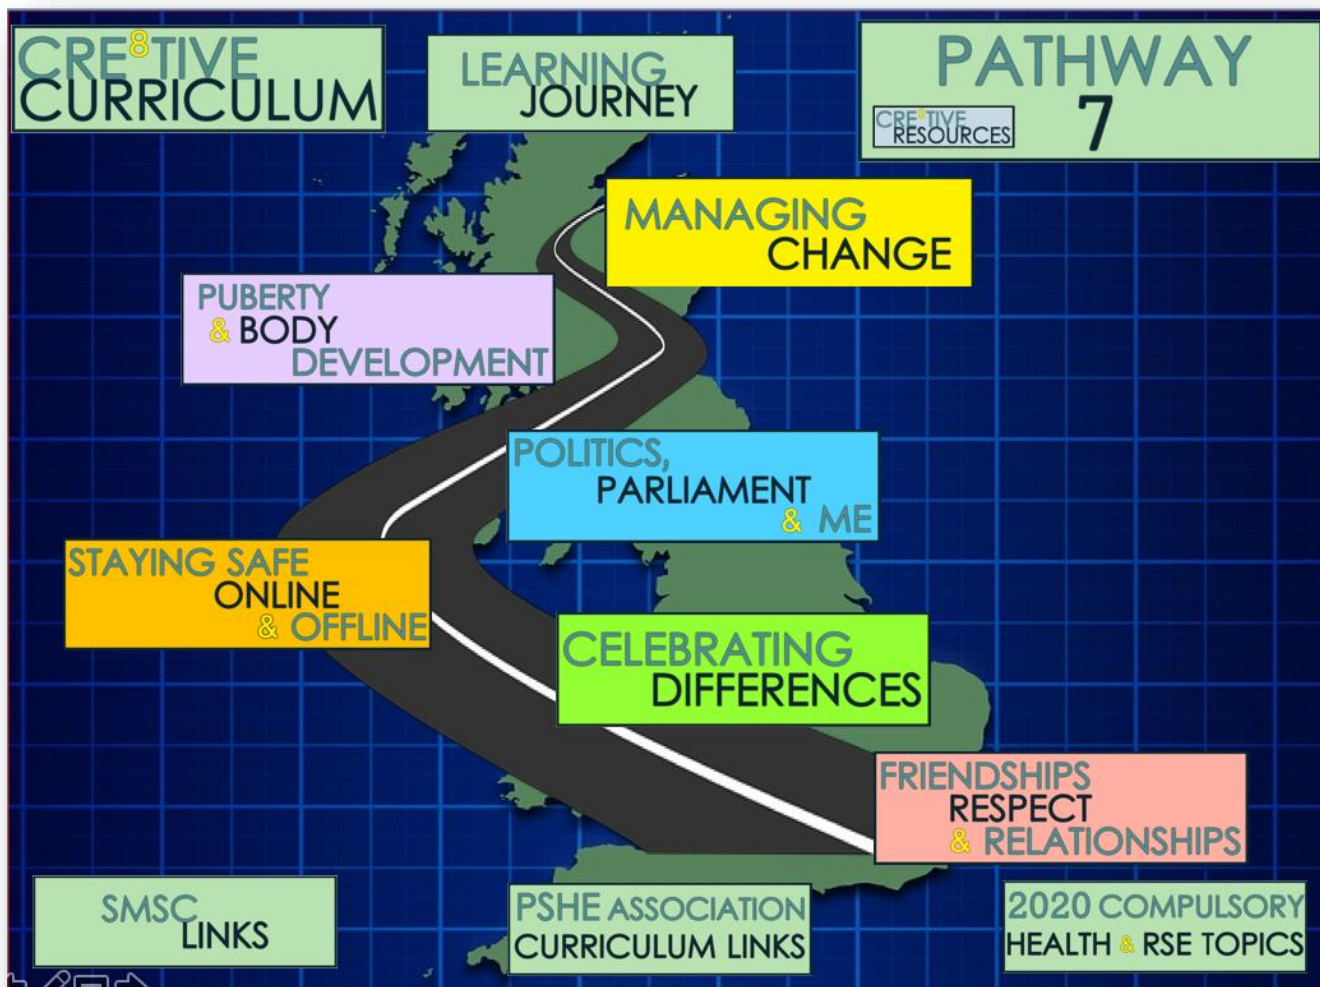 CRE8TIVE
CURRICULUM
LEARNING
JOURNEY
PATHWAY
7
CRE8TIVE
RESOURCES
MANAGING
CHANGE
PUBERTY
& BODY
DEVELOPMENT
POLITICS,
PARLIAMENT
& ME
STAYING SAFE
ONLINE
& OFFLINE
CELEBRATING
DIFFERENCES
FRIENDSHIPS
RESPECT
& RELATIONSHIPS
SMSC
LINKS
PSHE ASSOCIATION
CURRICULUM LINKS
2020 COMPULSORY
HEALTH & RSE TOPICS